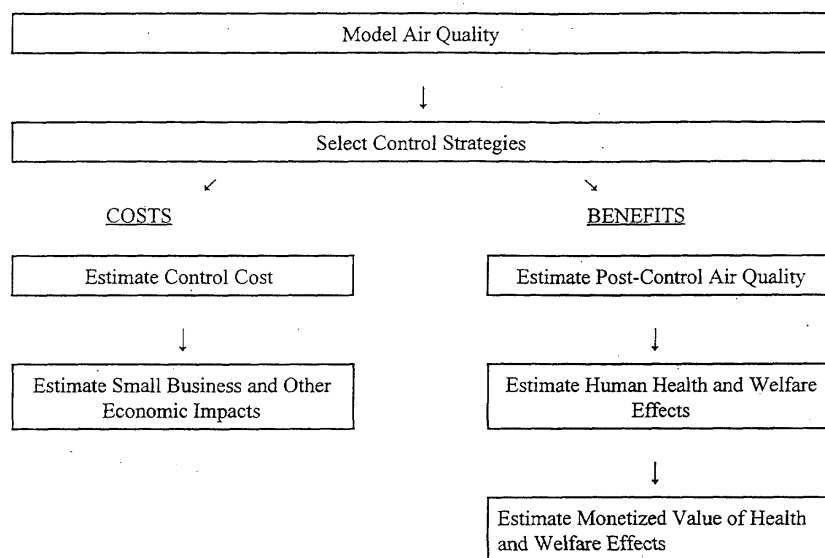 Model Air Quality
↓
Select Control Strategies
↙ ↘
COSTS
Estimate Control Cost
↓
Estimate Small Business and Other
Economic Impacts
BENEFITS
Estimate Post-Control Air Quality
↓
Estimate Human Health and Welfare
Effects
↓
Estimate Monetized Value of Health
and Welfare Effects